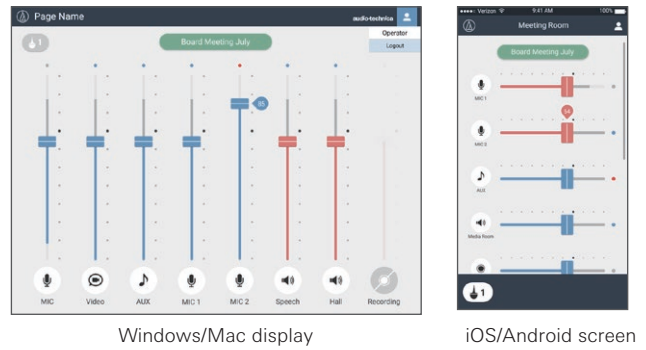 Page Name
audio-technica
Operator
Logout
1
Board Meeting July
85
MIC
Video
AUX
MIC 1
MIC 2
Speech
Hall
Recording
Windows/Mac display
Verizon
9:41 AM
100%
Meeting Room
Board Meeting July
MIC 1
64
MIC 2
AUX
Media Room
1
iOS/Android screen